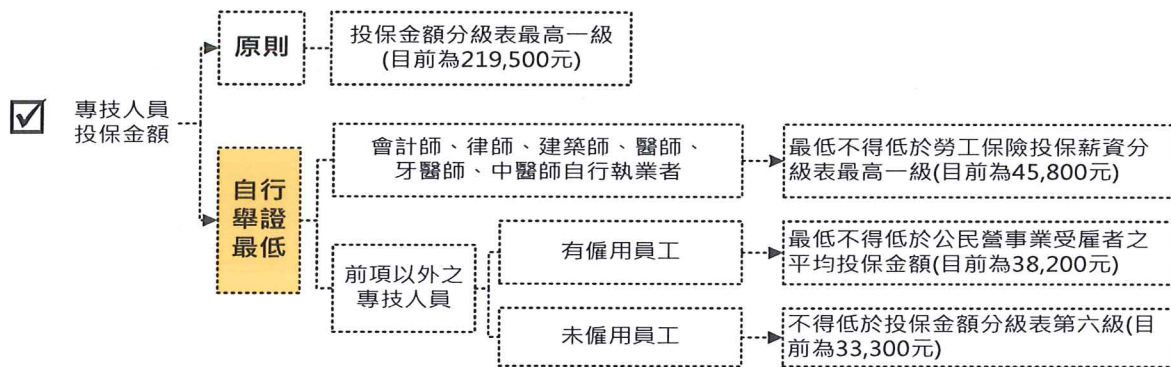 專技人員
投保金額
原則
投保金額分級表最高一級
(目前為219,500元)
自行
舉證
最低
會計師、律師、建築師、醫師、
牙醫師、中醫師自行執業者
最低不得低於勞工保險投保薪資分
級表最高一級(目前為45,800元)
前項以外之
專技人員
有僱用員工
最低不得低於公民營事業受雇者之
平均投保金額(目前為38,200元)
未僱用員工
不得低於投保金額分級表第六級(目
前為33,300元)